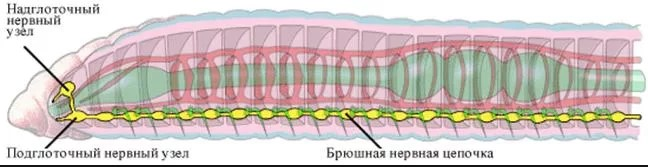 Надглоточный
нервный
узел
Подглоточный нервный узел
Брюшная нервная цепочка